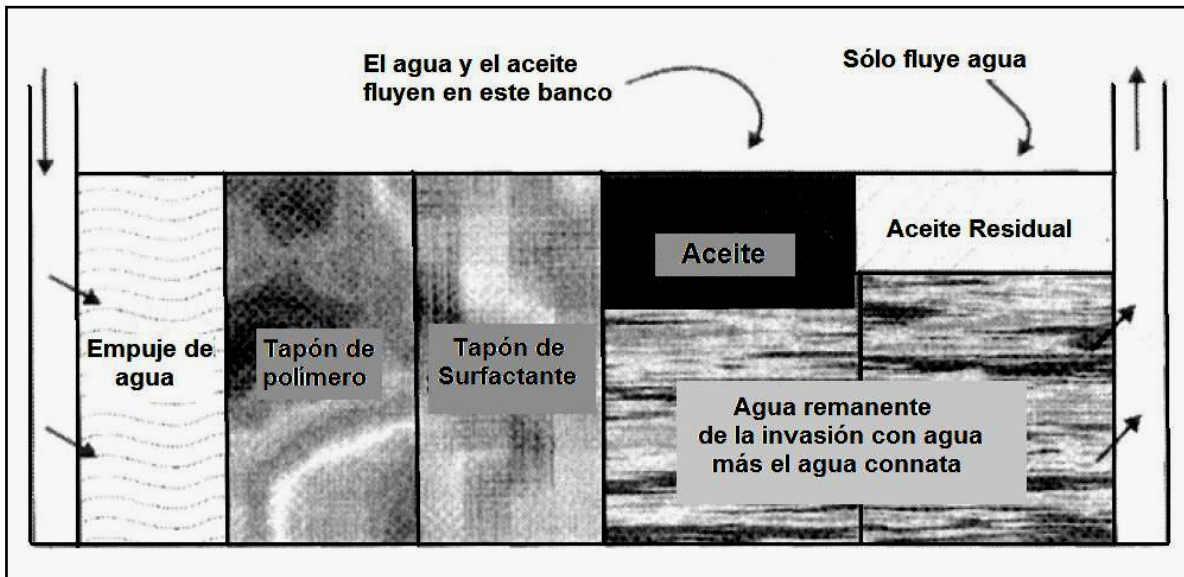 El agua y el aceite
fluyen en este banco
Sólo fluye agua
Empuje de
agua
Tapón de
polímero
Tapón de
Surfactante
Aceite
Aceite Residual
Agua remanente
de la invasión con agua
más el agua connata